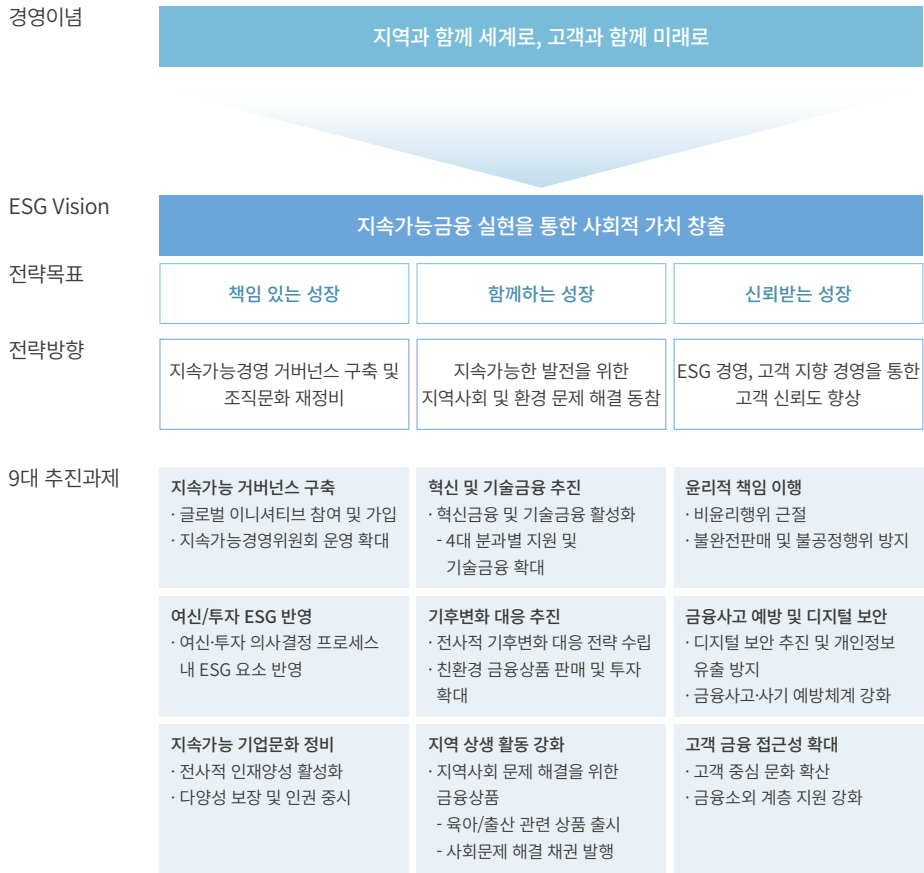 경영이념
지역과 함께 세계로, 고객과 함께 미래로
ESG Vision
지속가능금융 실현을 통한 사회적 가치 창출
전략목표
책임 있는 성장
함께하는 성장
신뢰받는 성장
전략방향
지속가능경영 거버넌스 구축 및
조직문화 재정비
지속가능한 발전을 위한
지역사회 및 환경 문제 해결 동참
ESG 경영, 고객 지향 경영을 통한
고객 신뢰도 향상
9대 추진과제
지속가능 거버넌스 구축
· 글로벌 이니셔티브 참여 및 가입
· 지속가능경영위원회 운영 확대
혁신 및 기술금융 추진
· 혁신금융 및 기술금융 활성화
- 4대 분과별 지원 및
기술금융 확대
윤리적 책임 이행
· 비윤리행위 근절
· 불완전판매 및 불공정행위 방지
여신/투자 ESG 반영
· 여신·투자 의사결정 프로세스
내 ESG 요소 반영
기후변화 대응 추진
· 전사적 기후변화 대응 전략 수립
· 친환경 금융상품 판매 및 투자
확대
금융사고 예방 및 디지털 보안
· 디지털 보안 추진 및 개인정보
유출 방지
· 금융사고·사기 예방체계 강화
지속가능 기업문화 정비
· 전사적 인재양성 활성화
· 다양성 보장 및 인권 중시
지역 상생 활동 강화
· 지역사회 문제 해결을 위한
금융상품
- 육아/출산 관련 상품 출시
- 사회문제 해결 채권 발행
고객 금융 접근성 확대
· 고객 중심 문화 확산
· 금융소외 계층 지원 강화